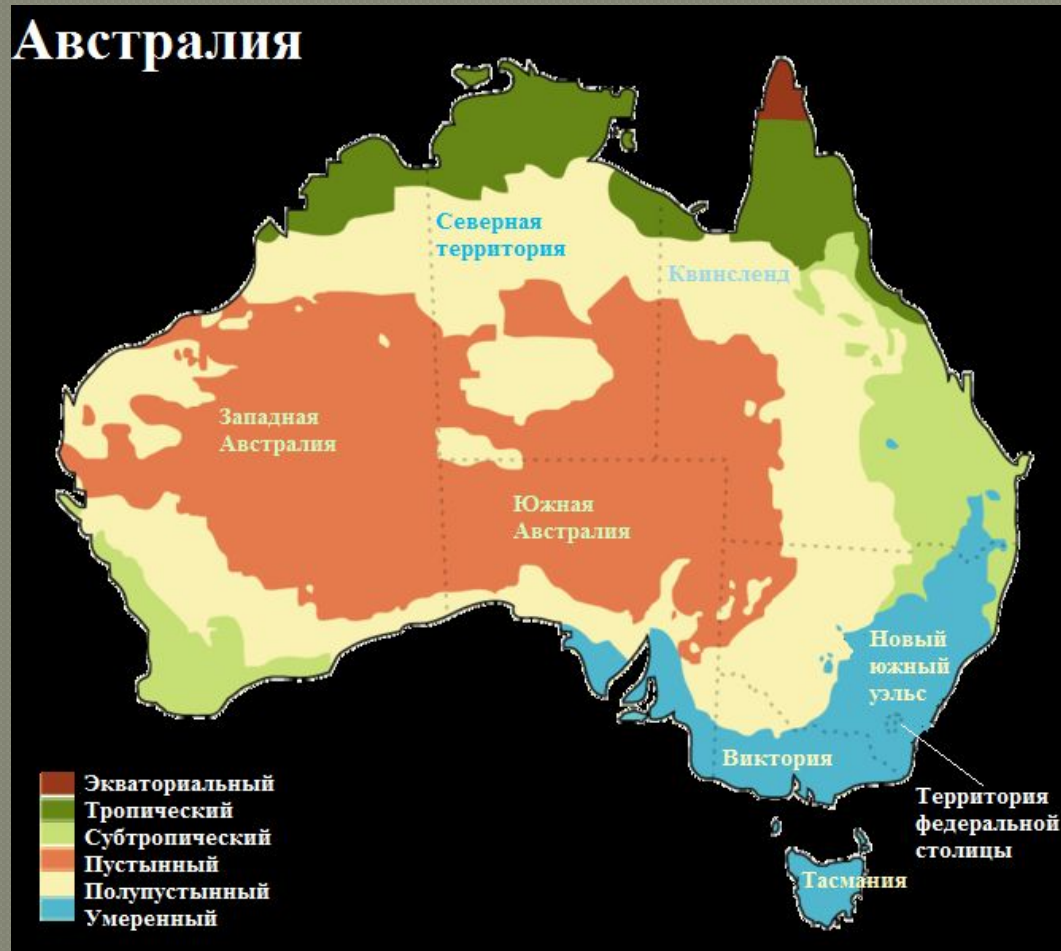 Австралия
Северная
территория
Квинсленд
Западная
Австралия
Южная
Австралия
Новый
южный
уэльс
Виктория
Территория
федеральной
столицы
Тасмания
Экваториальный
Тропический
Субтропический
Пустынный
Полупустынный
Умеренный